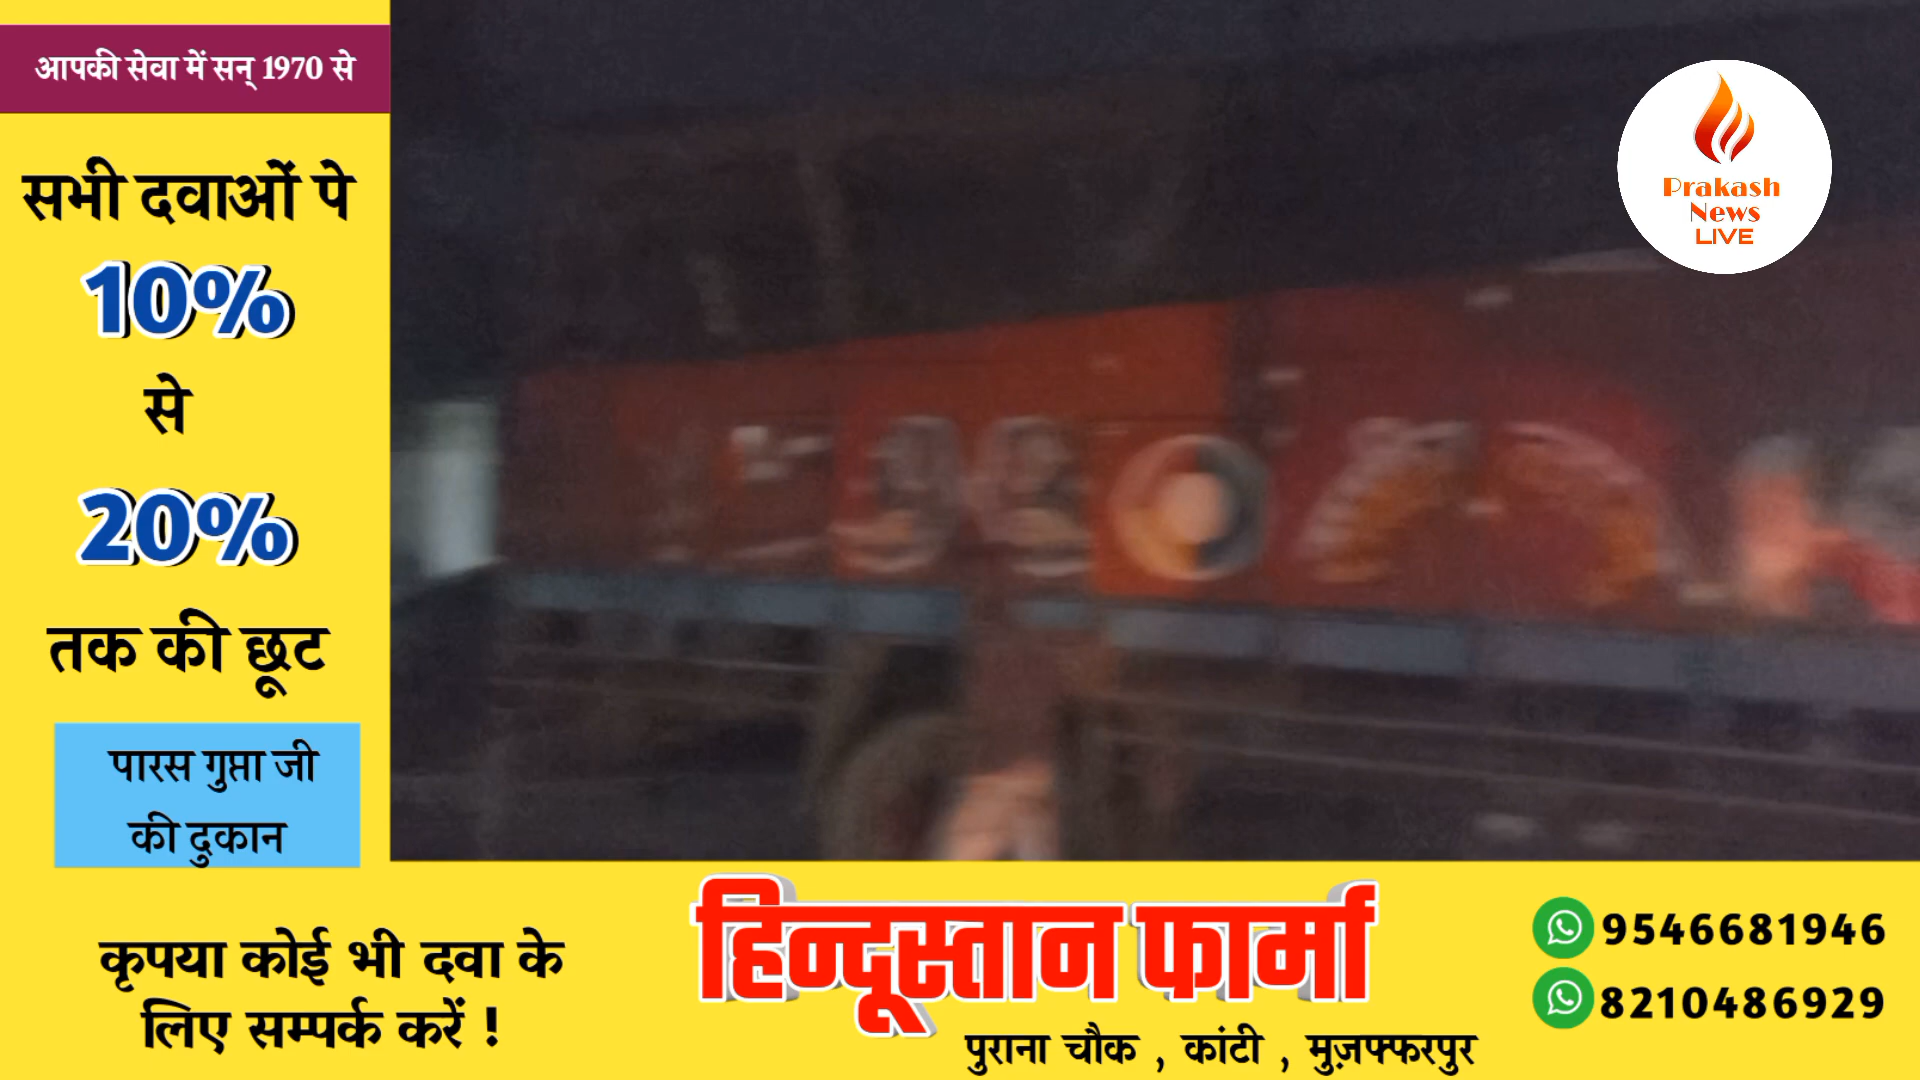 आपकी सेवा में सन् 1970 से
सभी दवाओं पे
10%
से
20%
तक की छूट
पारस गुप्ता जी
की दुकान
कृपया कोई भी दवा के
लिए सम्पर्क करें !
हिन्दूस्तान फार्मा
पुराना चौक , कांटी , मुज़फ्फरपुर
9546681946
8210486929
Prakash
News
LIVE